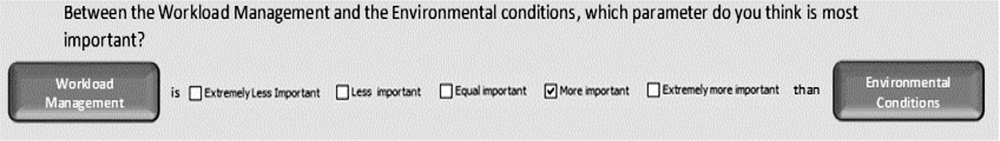 Between the Workload Management and the Environmental conditions, which parameter do you think is most
important?
Workload
Management
is Extremely Less Important Less important Equal important More important Extremely more important than
Environmental
Conditions